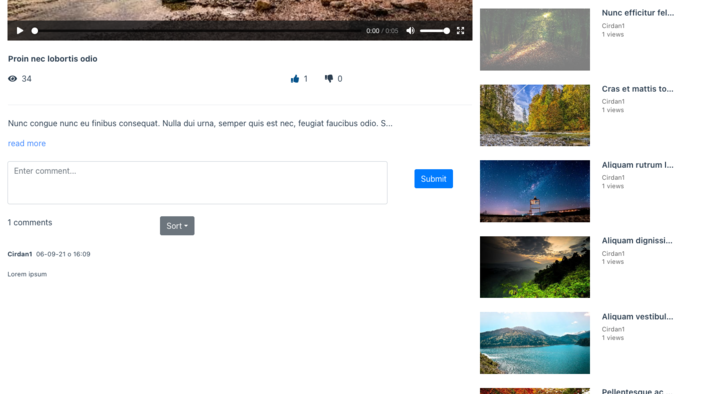 0:00 / 0:05
Proin nec lobortis odio
34
1
0
Nunc congue nunc eu finibus consequat. Nulla dui urna, semper quis est nec, feugiat faucibus odio. S...
read more
Enter comment...
Submit
1 comments
Sort
Cirdan1 06-09-21 o 16:09
Lorem ipsum
Nunc efficitur fel...
Cirdan1
1 views
Cras et mattis to...
Cirdan1
1 views
Aliquam rutrum l...
Cirdan1
1 views
Aliquam dignissi...
Cirdan1
1 views
Aliquam vestibul...
Cirdan1
1 views
Pellentesque ac...